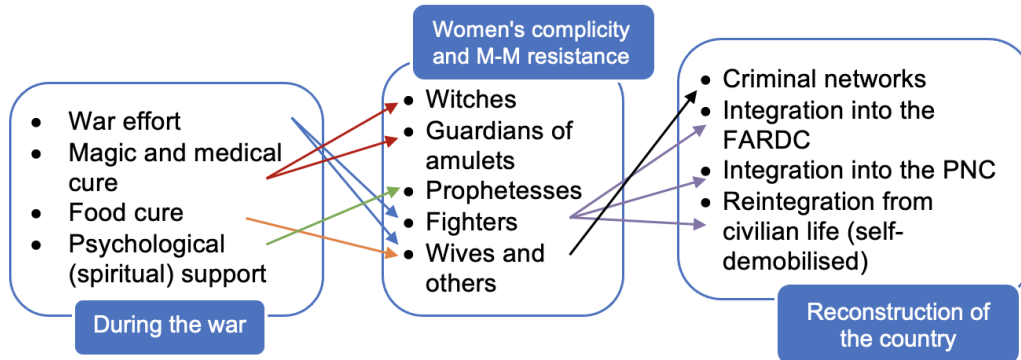 Women's complicity
and M-M resistance
• War effort
• Magic and medical
cure
• Food cure
• Psychological
(spiritual) support
During the war
• Witches
• Guardians of
amulets
• Prophetesses
• Fighters
• Wives and
others
• Criminal networks
• Integration into the
FARDC
• Integration into the PNC
• Reintegration from
civilian life (self-
demobilised)
Reconstruction of
the country